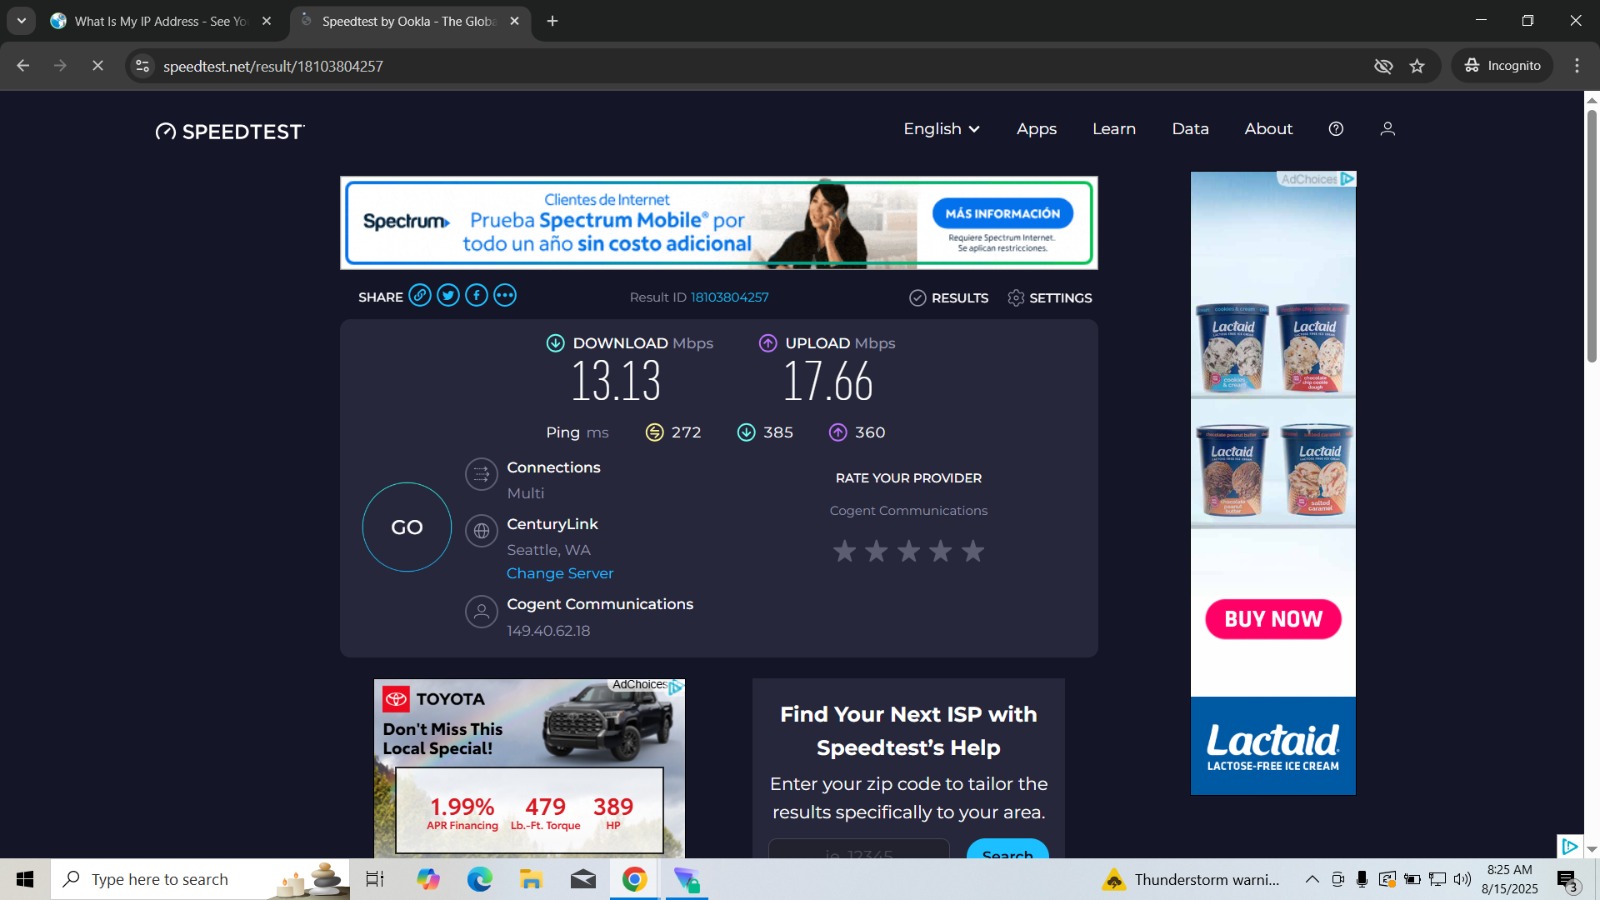 What Is My IP Address - See Yo
Speedtest by Ookla - The Globa
speedtest.net/result/18103804257
Incognito
SPEEDTEST
English
Apps
Learn
Data
About
AdChoices
Spectrum
Clientes de Internet
Prueba Spectrum Mobile® por
todo un año sin costo adicional
MÁS INFORMACIÓN
Requiere Spectrum Internet.
Se aplican restricciones.
SHARE
Result ID 18103804257
RESULTS
SETTINGS
DOWNLOAD Mbps
13.13
UPLOAD Mbps
17.66
Ping ms
272
385
360
GO
Connections
Multi
CenturyLink
Seattle, WA
Change Server
Cogent Communications
149.40.62.18
RATE YOUR PROVIDER
Cogent Communications
Lactaid
Lactaid
Lactaid
Lactaid
BUY NOW
Lactaid
LACTOSE-FREE ICE CREAM
AdChoices
TOYOTA
Don't Miss This
Local Special!
1.99%
APR Financing
479
Lb.-Ft. Torque
389
HP
Find Your Next ISP with
Speedtest's Help
Enter your zip code to tailor the
results specifically to your area.
ie. 12345
Search
Type here to search
Thunderstorm warni...
8:25 AM
8/15/2025
3